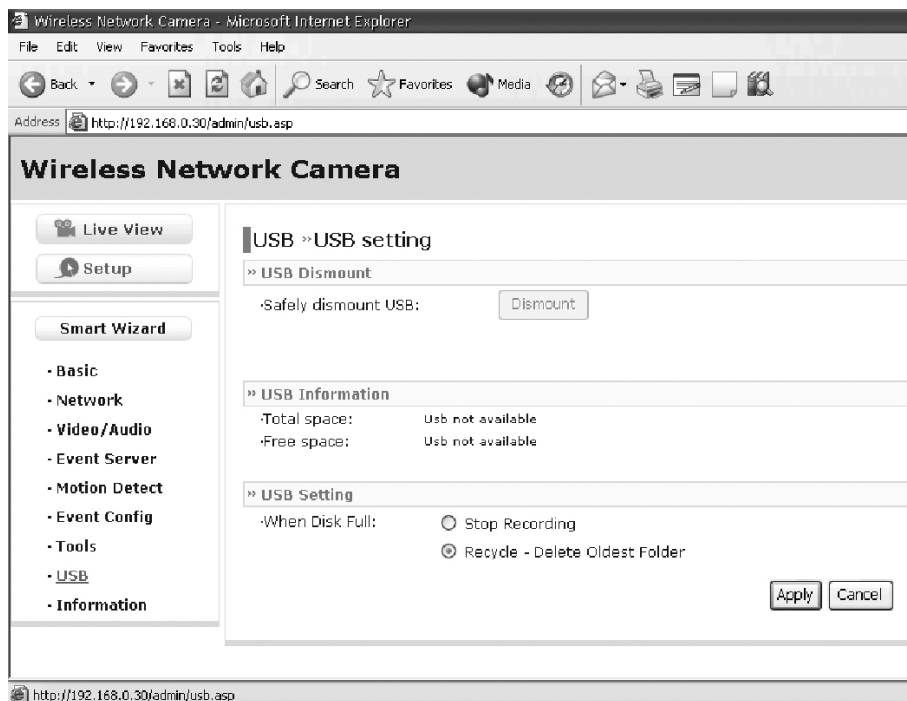 Wireless Network Camera - Microsoft Internet Explorer
File Edit View Favorites Tools Help
Back Search Favorites Media
Address http://192.168.0.30/admin/usb.asp
Wireless Network Camera
Live View
Setup
Smart Wizard
· Basic
· Network
· Video/Audio
· Event Server
· Motion Detect
· Event Config
· Tools
· USB
· Information
USB »USB setting
» USB Dismount
·Safely dismount USB: Dismount
» USB Information
·Total space: Usb not available
·Free space: Usb not available
» USB Setting
·When Disk Full: Stop Recording
Recycle - Delete Oldest Folder
Apply Cancel
http://192.168.0.30/admin/usb.asp